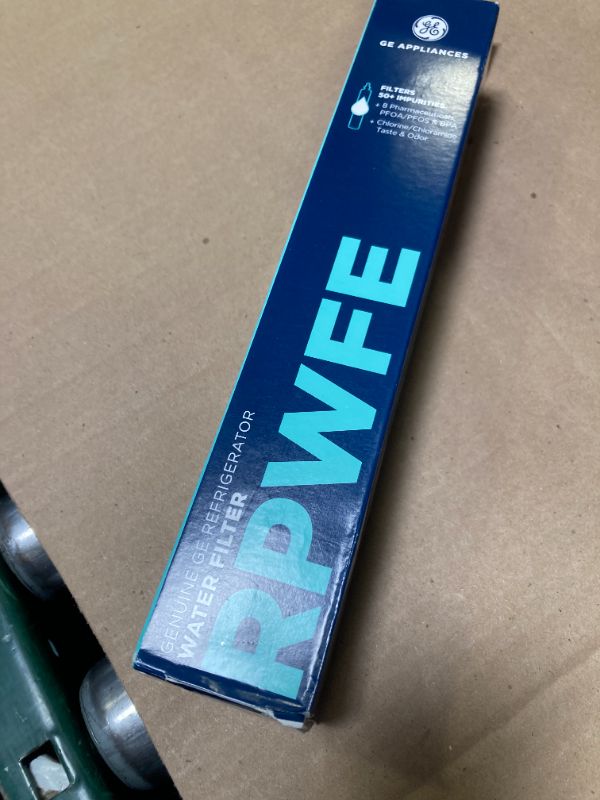 GE
GE APPLIANCES
FILTERS
50+ IMPURITIES
+ 8 Pharmaceuticals,
PFOA/PFOS & BPA
+ Chlorine/Chloramine
Taste & Odor
RPWFE
GENUINE GE REFRIGERATOR
WATER FILTER